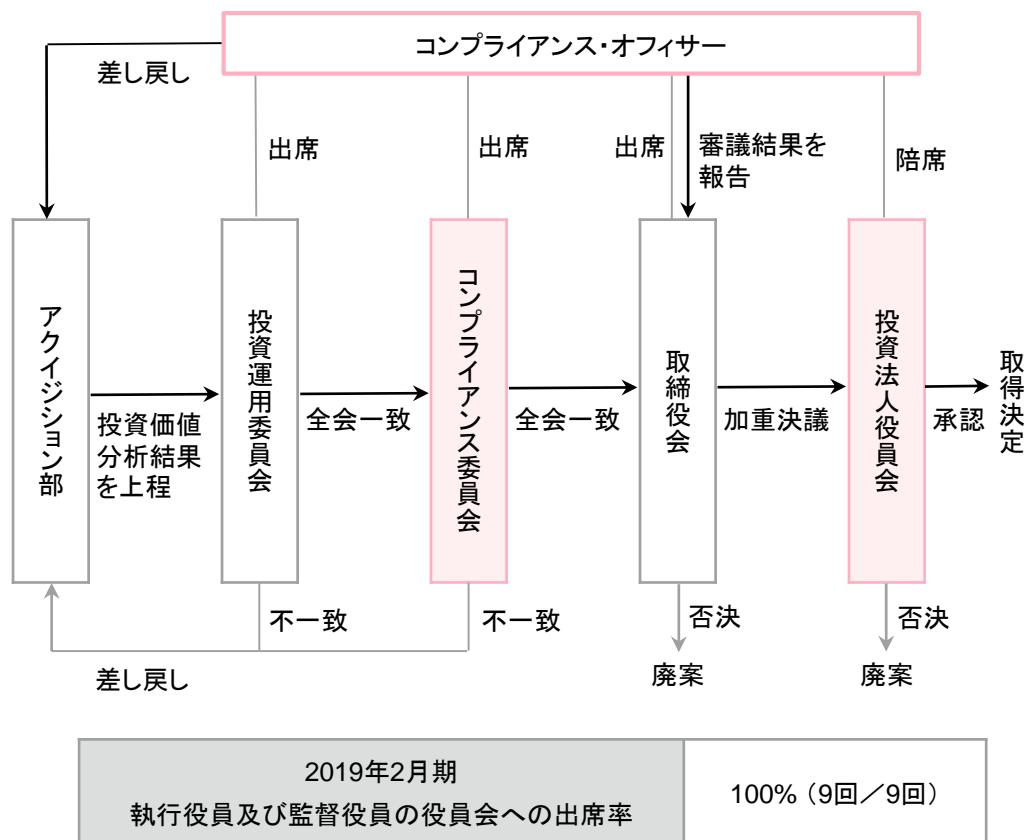 コンプライアンス・オフィサー
差し戻し
出席
出席
出席
審議結果を
報告
陪席
アクイジション部
投資価値
分析結果
を上程
投資運用委員会
全会一致
コンプライアンス委員会
全会一致
取締役会
加重決議
投資法人役員会
承認
取得決定
不一致
不一致
否決
否決
差し戻し
廃案
廃案
2019年2月期
執行役員及び監督役員の役員会への出席率
100%（9回／9回）